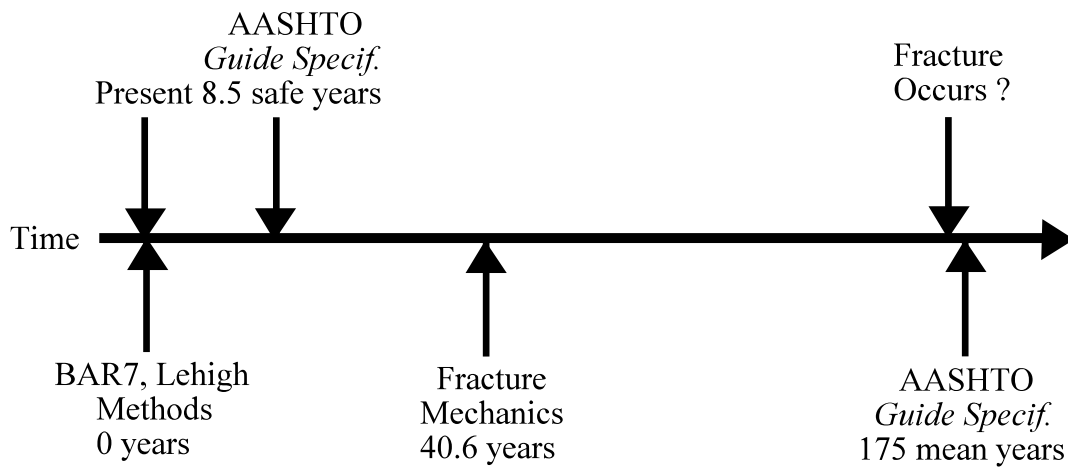 AASHTO
Guide Specif.
Present 8.5 safe years
Fracture
Occurs ?
Time
BAR7, Lehigh
Methods
0 years
Fracture
Mechanics
40.6 years
AASHTO
Guide Specif.
175 mean years